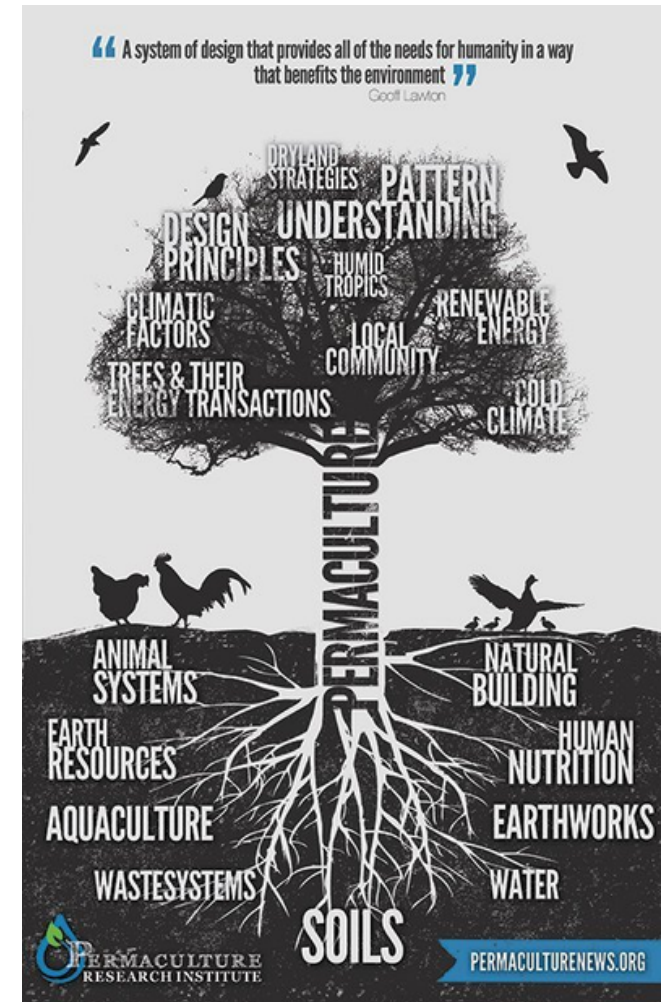 “ A system of design that provides all of the needs for humanity in a way
that benefits the environment ”
Geoff Lawton
DRYLAND
STRATEGIES
PATTERN
UNDERSTANDING
DESIGN
PRINCIPLES
HUMID
TROPICS
CLIMATIC
FACTORS
RENEWABLE
ENERGY
LOCAL
COMMUNITY
TREES & THEIR
ENERGY TRANSACTIONS
COLD
CLIMATE
PERMACULTURE
ANIMAL
SYSTEMS
NATURAL
BUILDING
EARTH
RESOURCES
HUMAN
NUTRITION
AQUACULTURE
EARTHWORKS
WASTESYSTEMS
WATER
SOILS
PERMACULTURE
RESEARCH INSTITUTE
PERMACULTURENEWS.ORG